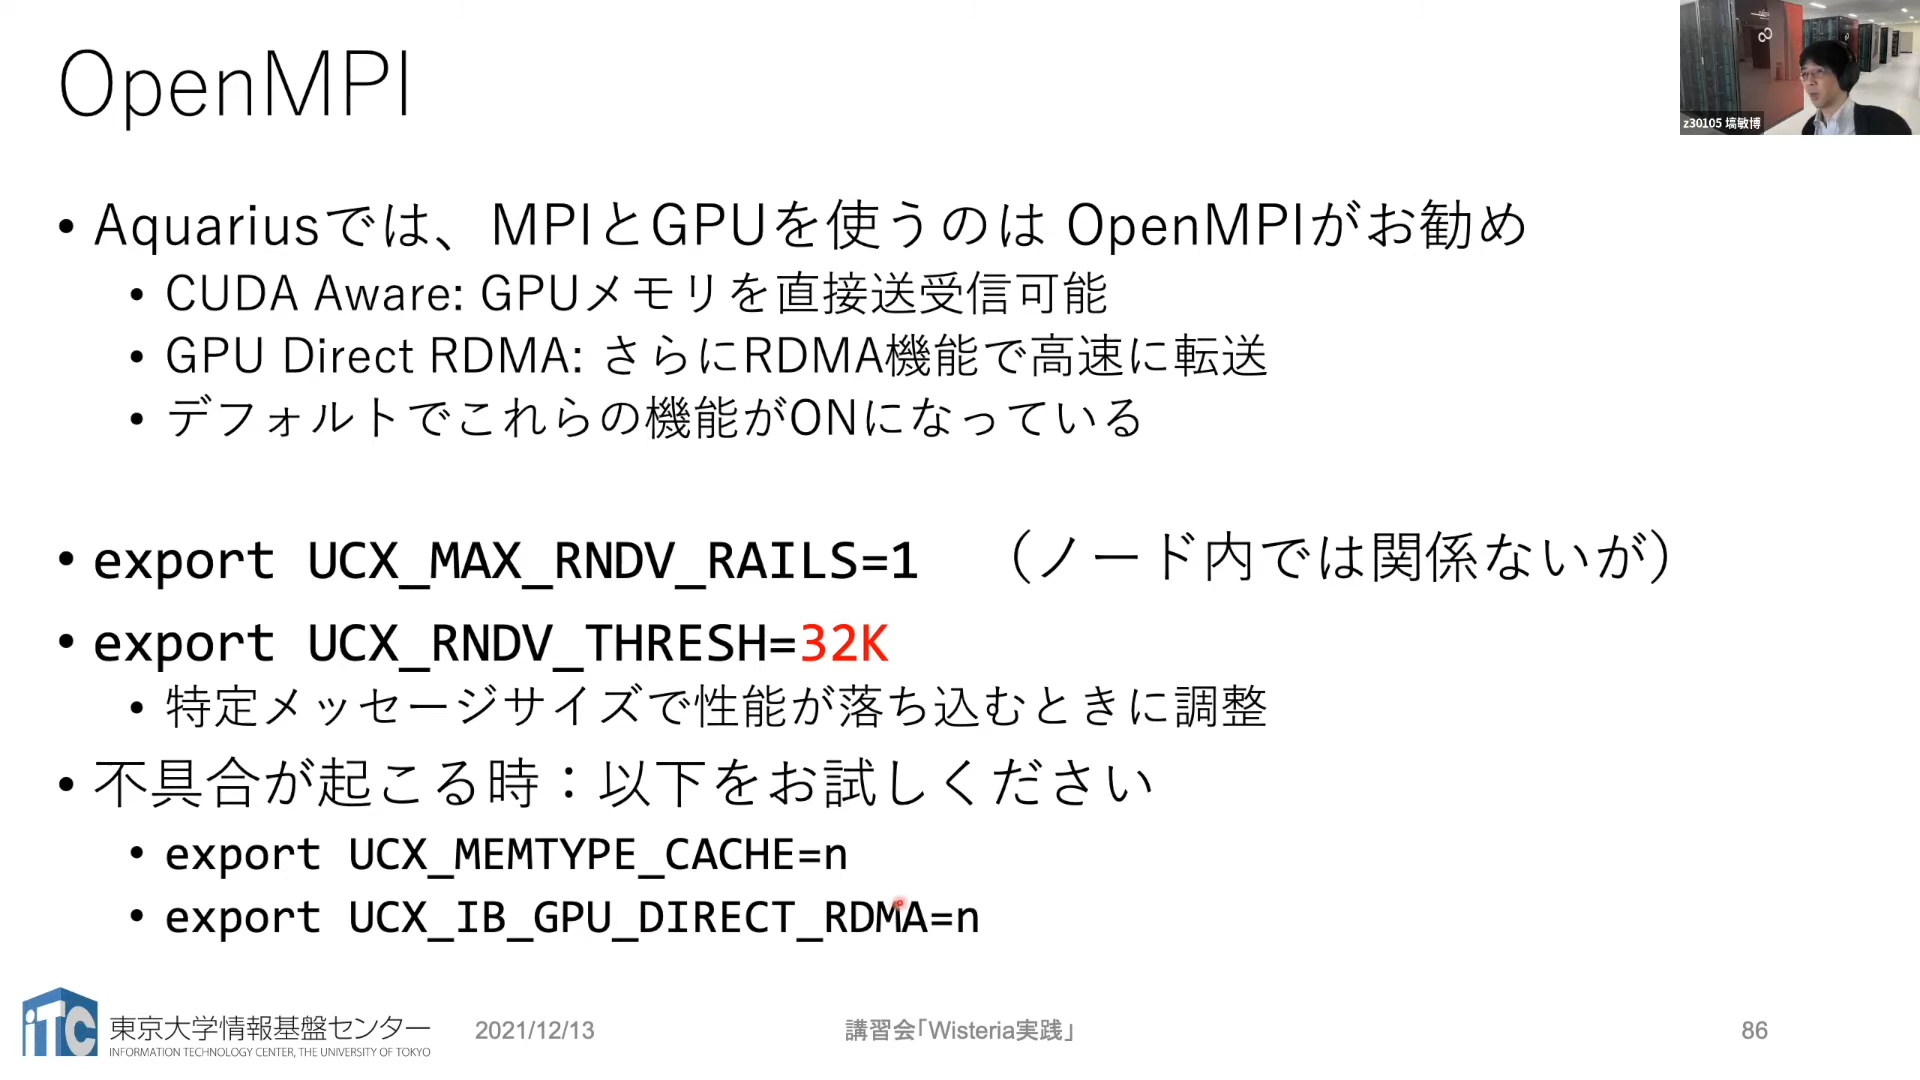 OpenMPI
z30105 塙敏博
• Aquariusでは、MPIとGPUを使うのは OpenMPIがお勧め
• CUDA Aware: GPUメモリを直接送受信可能
• GPU Direct RDMA: さらにRDMA機能で高速に転送
• デフォルトでこれらの機能がONになっている
• export UCX_MAX_RNDV_RAILS=1 （ノード内では関係ないが）
• export UCX_RNDV_THRESH=32K
• 特定メッセージサイズで性能が落ち込むときに調整
• 不具合が起こる時：以下をお試しください
• export UCX_MEMTYPE_CACHE=n
• export UCX_IB_GPU_DIRECT_RDMA=n
iTC
東京大学情報基盤センター
INFORMATION TECHNOLOGY CENTER, THE UNIVERSITY OF TOKYO
2021/12/13
講習会「Wisteria実践」
86